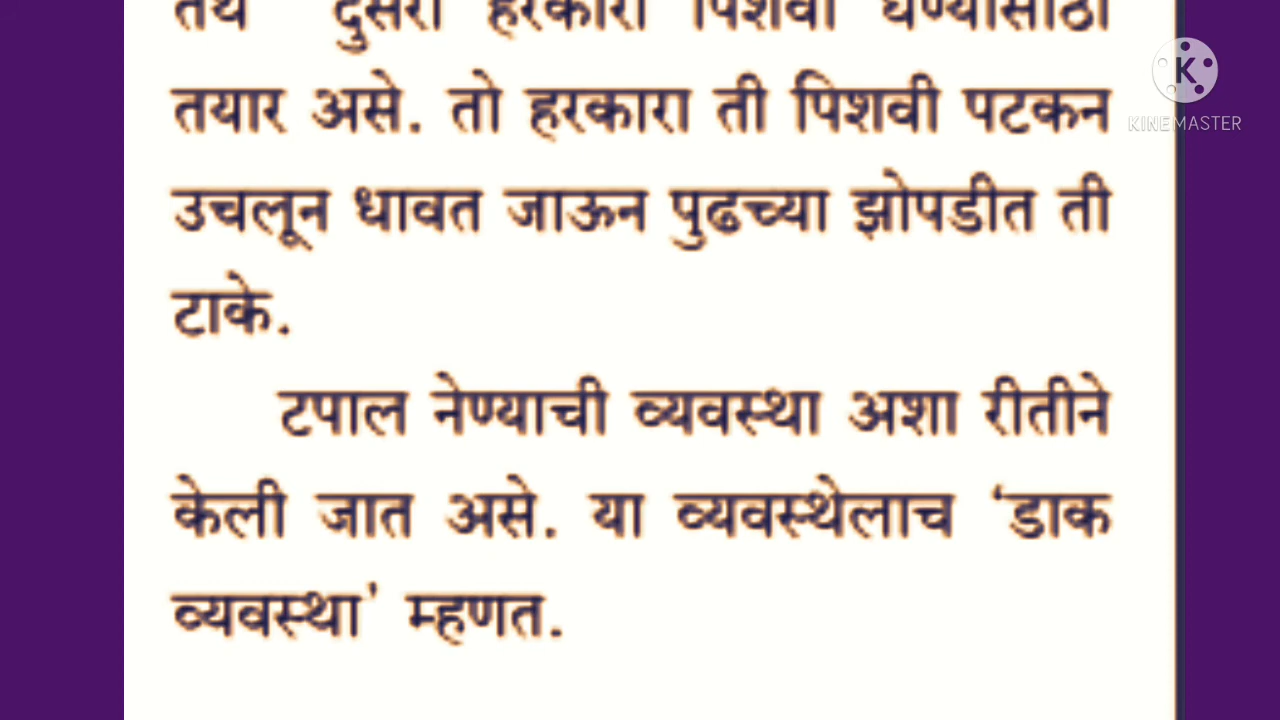 दुसरा हरकारा पिशवी घेण्यासाठी
तयार असे. तो हरकारा ती पिशवी पटकन
उचलून धावत जाऊन पुढच्या झोपडीत ती
टाके.
टपाल नेण्याची व्यवस्था अशा रीतीने
केली जात असे. या व्यवस्थेलाच ‘डाक
व्यवस्था’ म्हणत.
K
KINEMASTER